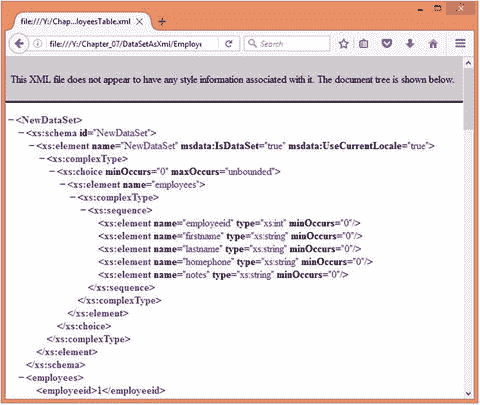 file:///Y:/Chap...loyeesTable.xml
file:///Y:/Chapter_07/DataSetAsXml/Employe
Search
This XML file does not appear to have any style information associated with it. The document tree is shown below.
−<NewDataSet>
−<xs:schema id="NewDataSet">
−<xs:element name="NewDataSet" msdata:IsDataSet="true" msdata:UseCurrentLocale="true">
−<xs:complexType>
−<xs:choice minOccurs="0" maxOccurs="unbounded">
−<xs:element name="employees">
−<xs:complexType>
−<xs:sequence>
<xs:element name="employeeid" type="xs:int" minOccurs="0"/>
<xs:element name="firstname" type="xs:string" minOccurs="0"/>
<xs:element name="lastname" type="xs:string" minOccurs="0"/>
<xs:element name="homephone" type="xs:string" minOccurs="0"/>
<xs:element name="notes" type="xs:string" minOccurs="0"/>
</xs:sequence>
</xs:complexType>
</xs:element>
</xs:choice>
</xs:complexType>
</xs:element>
</xs:schema>
−<employees>
<employeeid>1</employeeid>